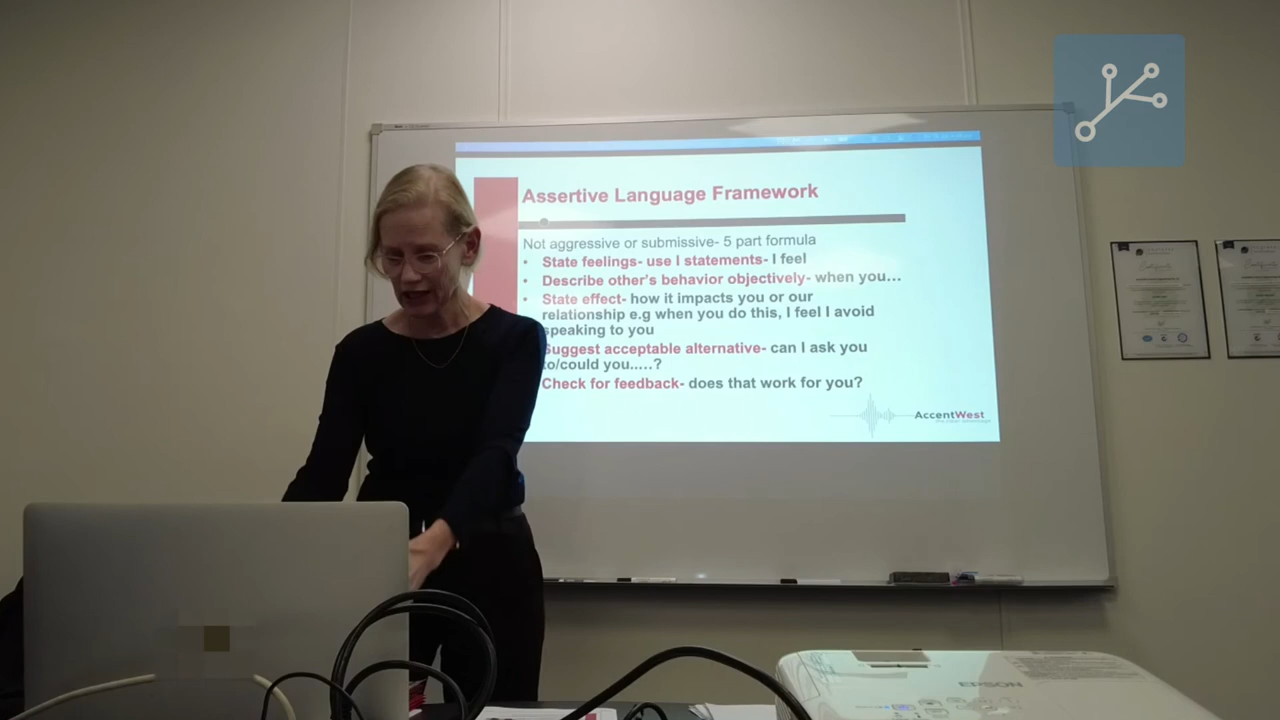 Assertive Language Framework
Not aggressive or submissive- 5 part formula
• State feelings- use I statements- I feel
• Describe other's behavior objectively- when you...
• State effect- how it impacts you or our
relationship e.g when you do this, I feel I avoid
speaking to you
Suggest acceptable alternative- can I ask you
to/could you.....?
Check for feedback- does that work for you?
AccentWest
EPSON